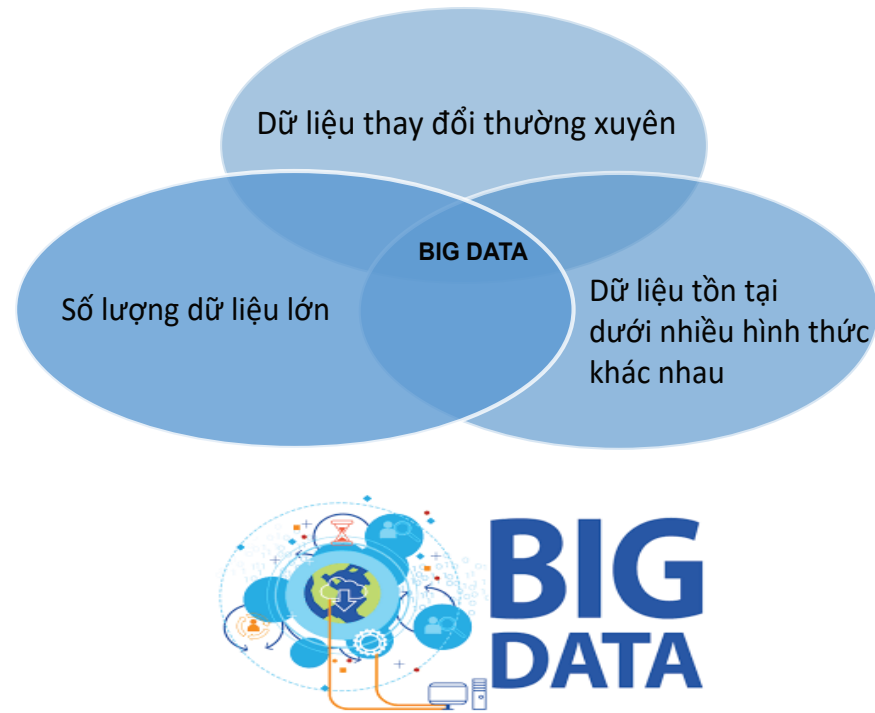 Dữ liệu thay đổi thường xuyên
BIG DATA
Số lượng dữ liệu lớn
Dữ liệu tồn tại
dưới nhiều hình thức
khác nhau
BIG
DATA